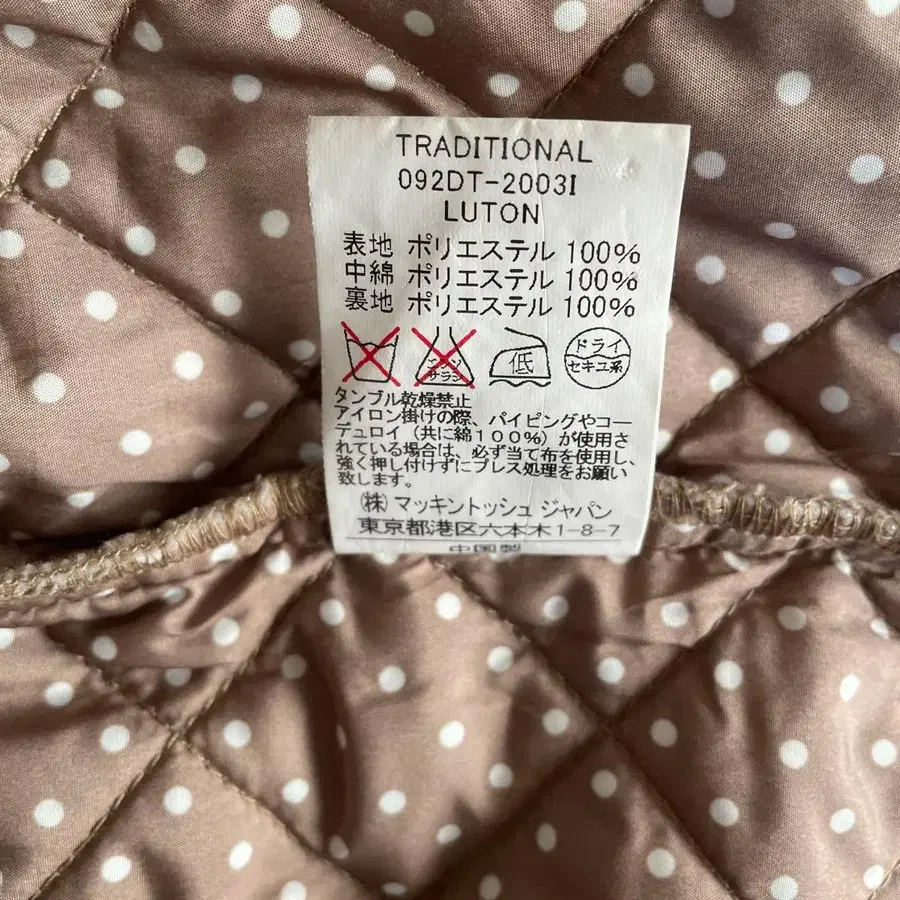 TRADITIONAL
092DT-2003I
LUTON
表地 ポリエステル 100%
中綿 ポリエステル 100%
裏地 ポリエステル 100%
エンソ サラシ 低 ドライ セキユ系
タンブル乾燥禁止
アイロン掛けの際、パイピングやコー
デュロイ（共に綿100%）が使用さ
れている場合は、必ず当て布を使用し、
強く押し付けずにプレス処理をお願い
致します。
(株) マッキントッシュ ジャパン
東京都港区六本木1-8-7
中国製